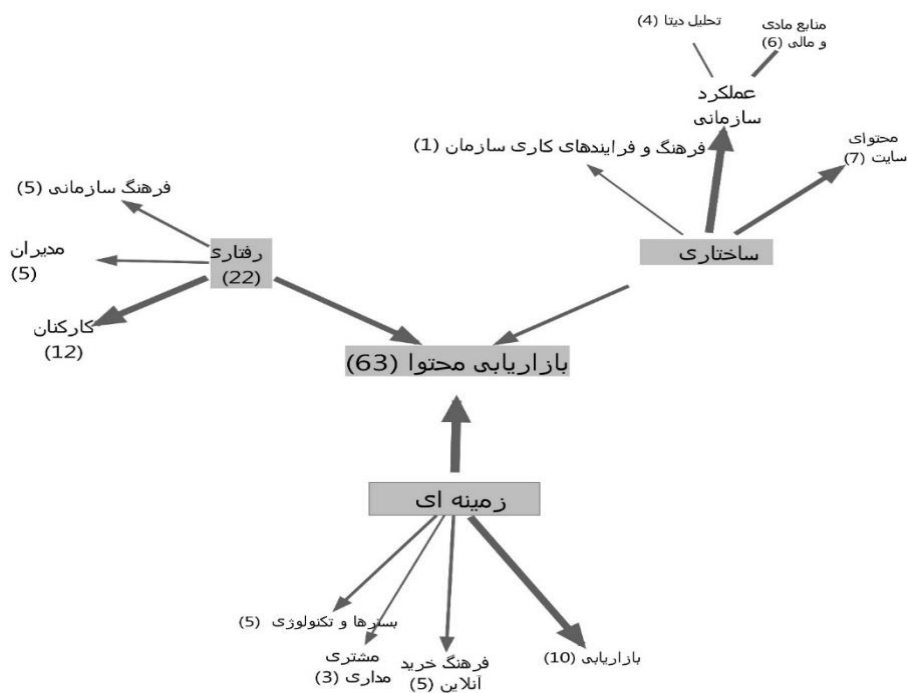 تحلیل دیتا (4)
منابع مادی
و مالی (6)
عملکرد
سازمانی
فرهنگ و فرایندهای کاری سازمان (1)
محتوای
سایت (7)
ساختاری
فرهنگ سازمانی (5)
مدیران
(5)
کارکنان
(12)
رفتاری
(22)
بازاریابی محتوا (63)
زمینه ای
بسترها و تکنولوژی (5)
مشتری
مداری (3)
فرهنگ خرید
آنلاین (5)
بازاریابی (10)